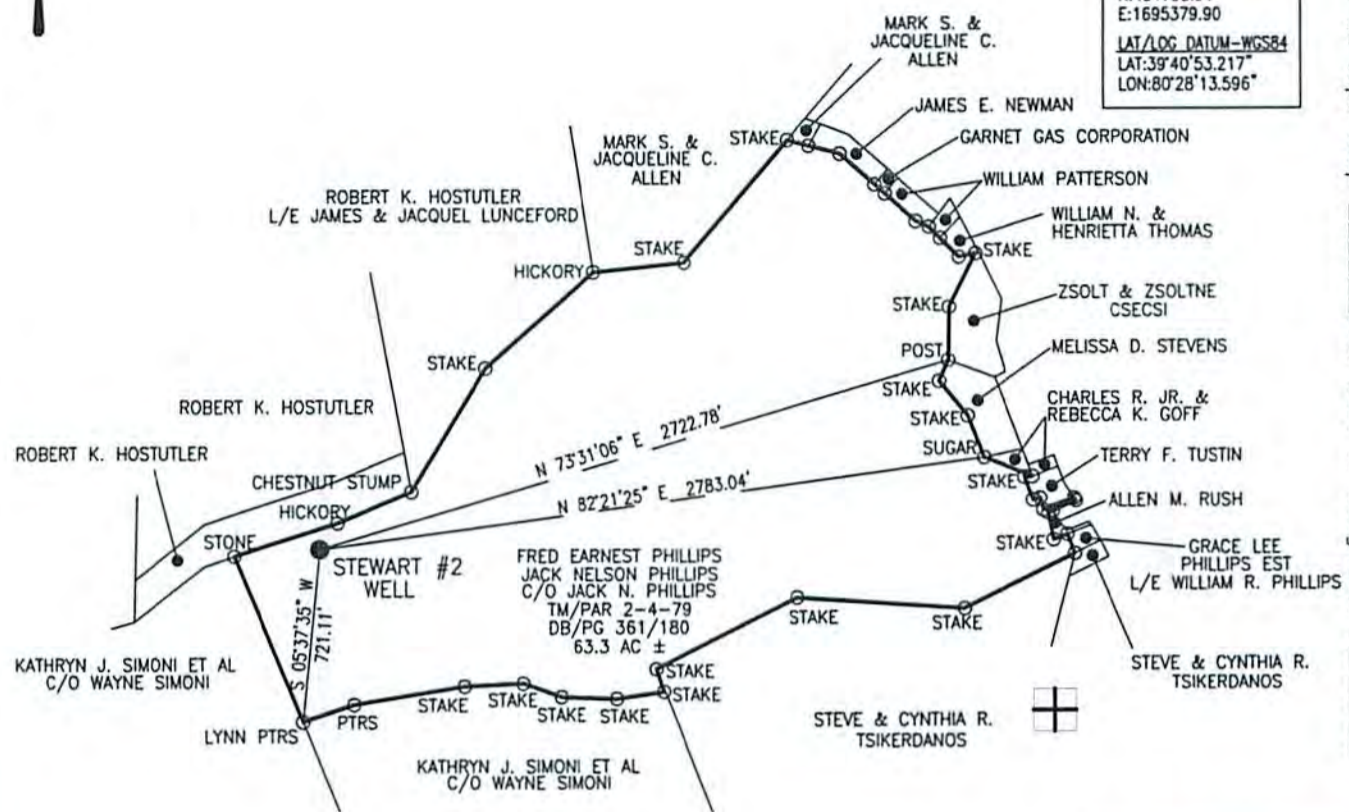 E:1695379.90
LAT/LOG DATUM-WGS84
LAT:39°40'53.217"
LON:80°28'13.596"
MARK S. &
JACQUELINE C.
ALLEN
JAMES E. NEWMAN
GARNET GAS CORPORATION
WILLIAM PATTERSON
WILLIAM N. &
HENRIETTA THOMAS
STAKE
MARK S. &
JACQUELINE C.
ALLEN
STAKE
ROBERT K. HOSTUTLER
L/E JAMES & JACQUEL LUNCEFORD
STAKE
HICKORY
STAKE
ZSOLT & ZSOLTNE
CSECSI
POST
MELISSA D. STEVENS
STAKE
STAKE
CHARLES R. JR. &
REBECCA K. GOFF
ROBERT K. HOSTUTLER
N 73°31'06" E 2722.78'
STAKE
SUGAR
TERRY F. TUSTIN
ROBERT K. HOSTUTLER
CHESTNUT STUMP
N 82°21'25" E 2783.04'
STAKE
ALLEN M. RUSH
HICKORY
STONE
STAKE
GRACE LEE
PHILLIPS EST
L/E WILLIAM R. PHILLIPS
STEWART #2
WELL
FRED EARNEST PHILLIPS
JACK NELSON PHILLIPS
C/O JACK N. PHILLIPS
TM/PAR 2-4-79
DB/PG 361/180
63.3 AC ±
S 05°37'35" W
721.11'
STAKE
STAKE
KATHRYN J. SIMONI ET AL
C/O WAYNE SIMONI
STAKE
STAKE
STEVE & CYNTHIA R.
TSIKERDANOS
LYNN PTRS
PTRS
STAKE
STAKE
STAKE
STAKE
STEVE & CYNTHIA R.
TSIKERDANOS
KATHRYN J. SIMONI ET AL
C/O WAYNE SIMONI